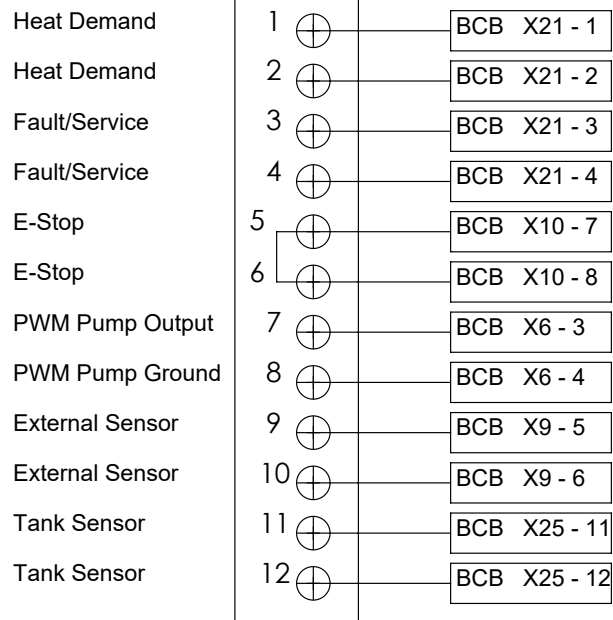 Heat Demand 1 BCB X21 - 1
Heat Demand 2 BCB X21 - 2
Fault/Service 3 BCB X21 - 3
Fault/Service 4 BCB X21 - 4
E-Stop 5 BCB X10 - 7
E-Stop 6 BCB X10 - 8
PWM Pump Output 7 BCB X6 - 3
PWM Pump Ground 8 BCB X6 - 4
External Sensor 9 BCB X9 - 5
External Sensor 10 BCB X9 - 6
Tank Sensor 11 BCB X25 - 11
Tank Sensor 12 BCB X25 - 12